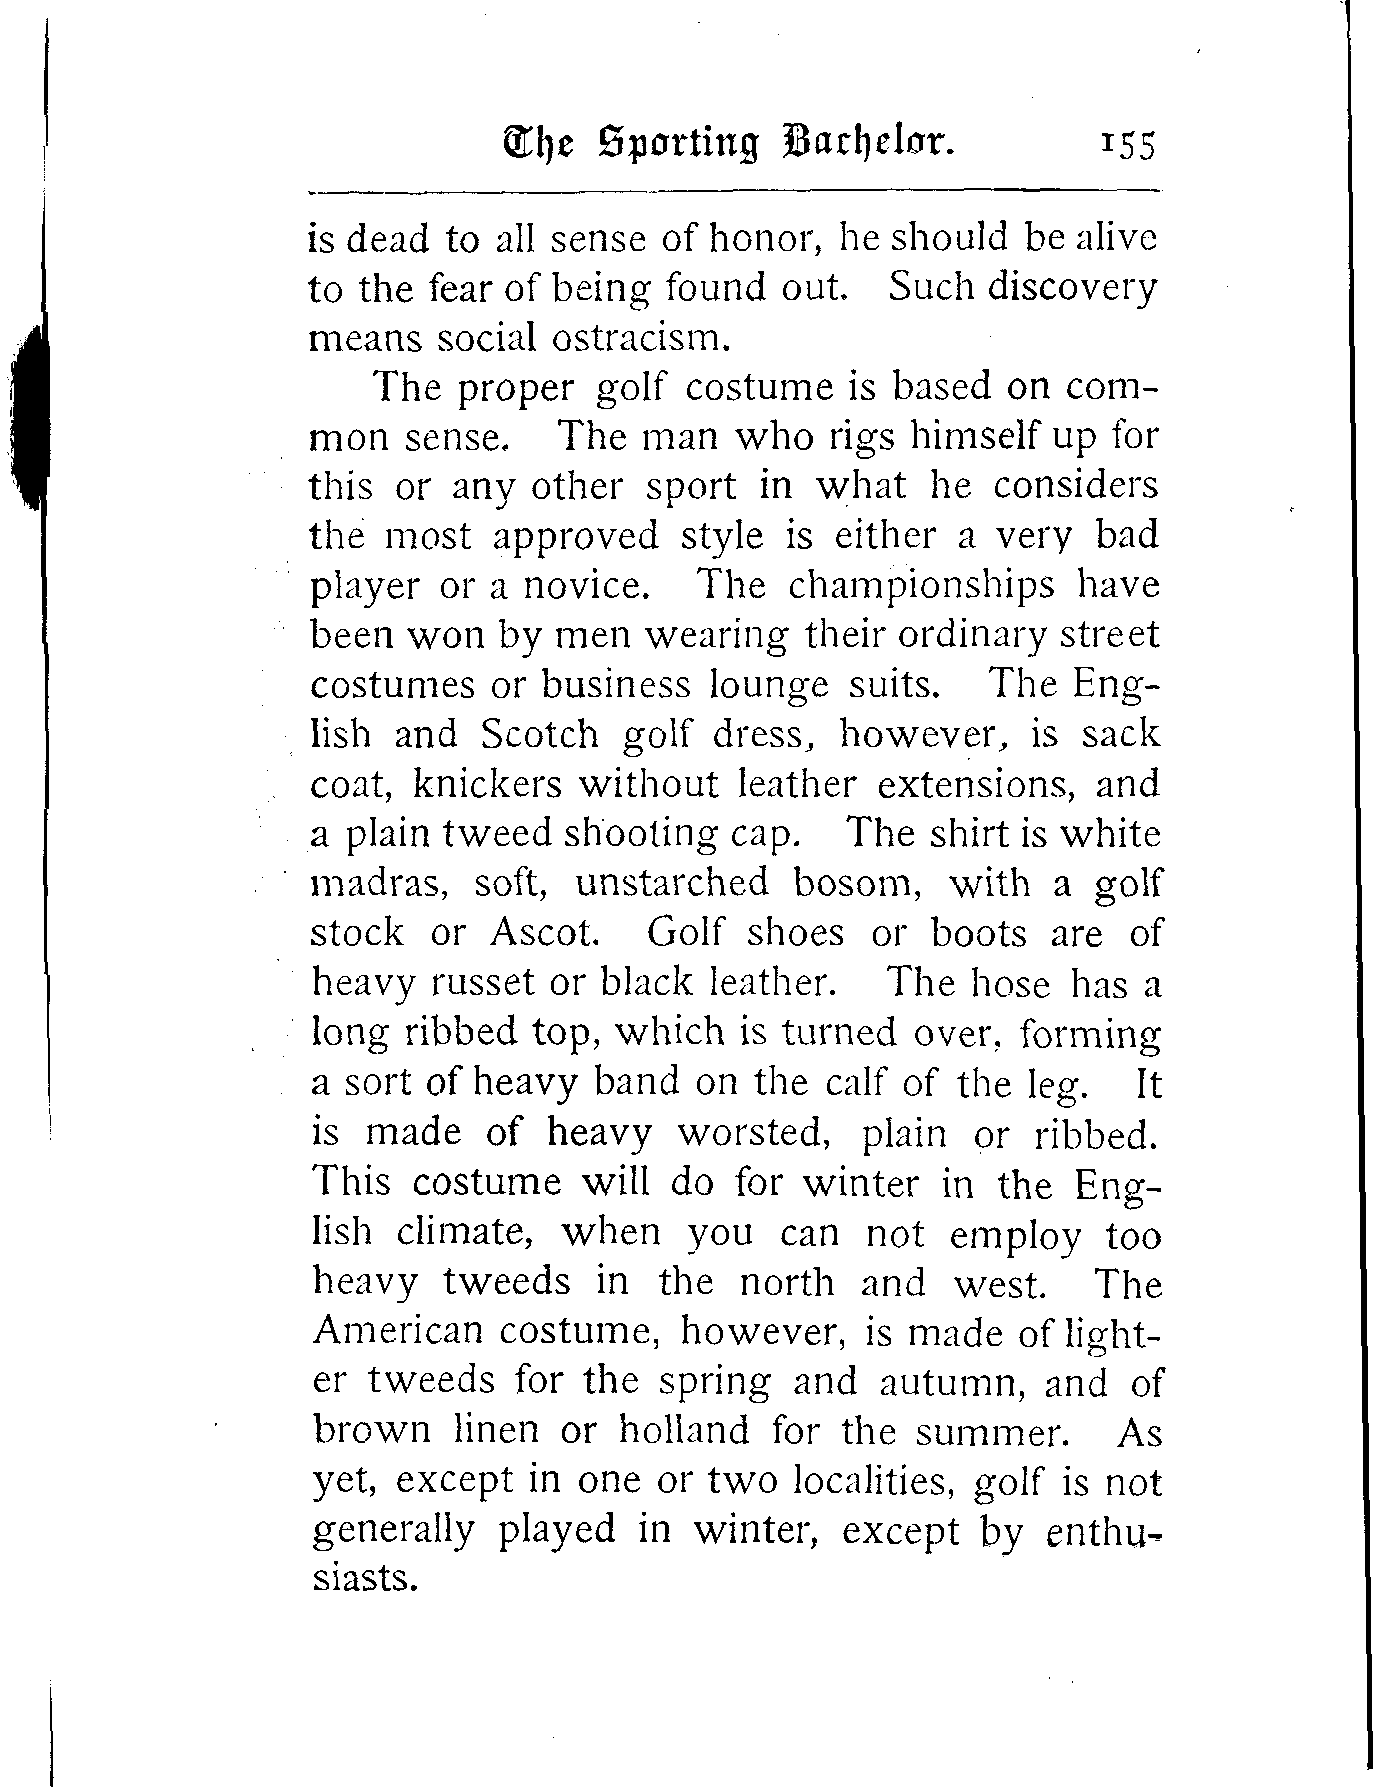 The Sporting Bachelor. 155
is dead to all sense of honor, he should be alive
to the fear of being found out. Such discovery
means social ostracism.
The proper golf costume is based on com-
mon sense. The man who rigs himself up for
this or any other sport in what he considers
the most approved style is either a very bad
player or a novice. The championships have
been won by men wearing their ordinary street
costumes or business lounge suits. The Eng-
lish and Scotch golf dress, however, is sack
coat, knickers without leather extensions, and
a plain tweed shooting cap. The shirt is white
madras, soft, unstarched bosom, with a golf
stock or Ascot. Golf shoes or boots are of
heavy russet or black leather. The hose has a
long ribbed top, which is turned over, forming
a sort of heavy band on the calf of the leg. It
is made of heavy worsted, plain or ribbed.
This costume will do for winter in the Eng-
lish climate, when you can not employ too
heavy tweeds in the north and west. The
American costume, however, is made of light-
er tweeds for the spring and autumn, and of
brown linen or holland for the summer. As
yet, except in one or two localities, golf is not
generally played in winter, except by enthu-
siasts.